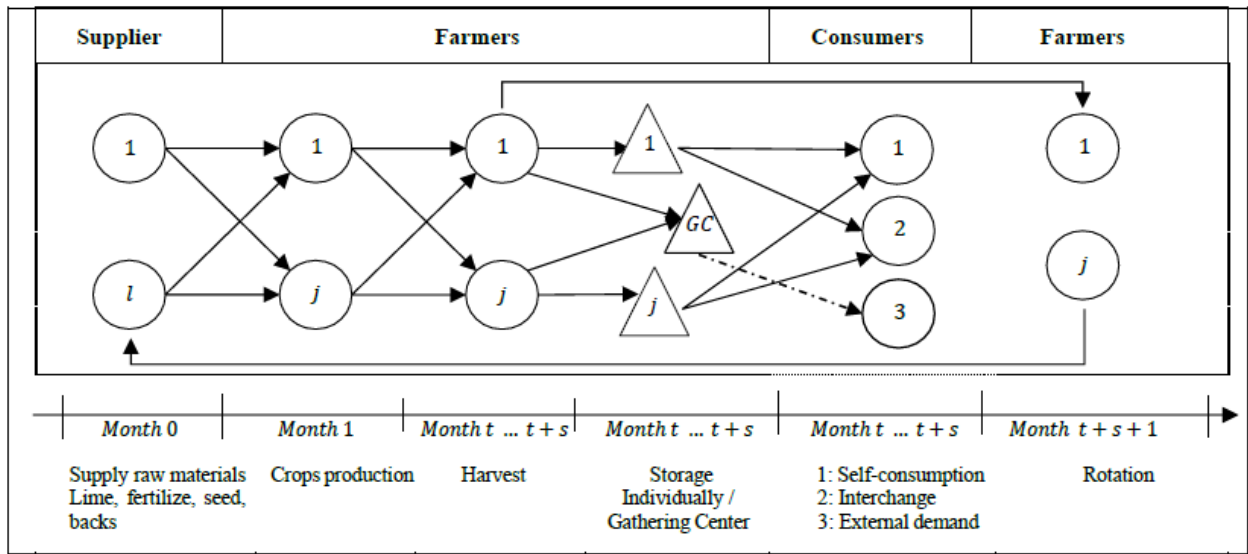 Supplier Farmers Consumers Farmers
1 1 1 1 1 1
GC 2
l j j j 3 j
Month 0 Month 1 Month t … t + s Month t … t + s Month t … t + s Month t + s + 1
Supply raw materials Crops production Harvest Storage 1: Self-consumption Rotation
Lime, fertilize, seed, Individually / 2: Interchange
backs Gathering Center 3: External demand